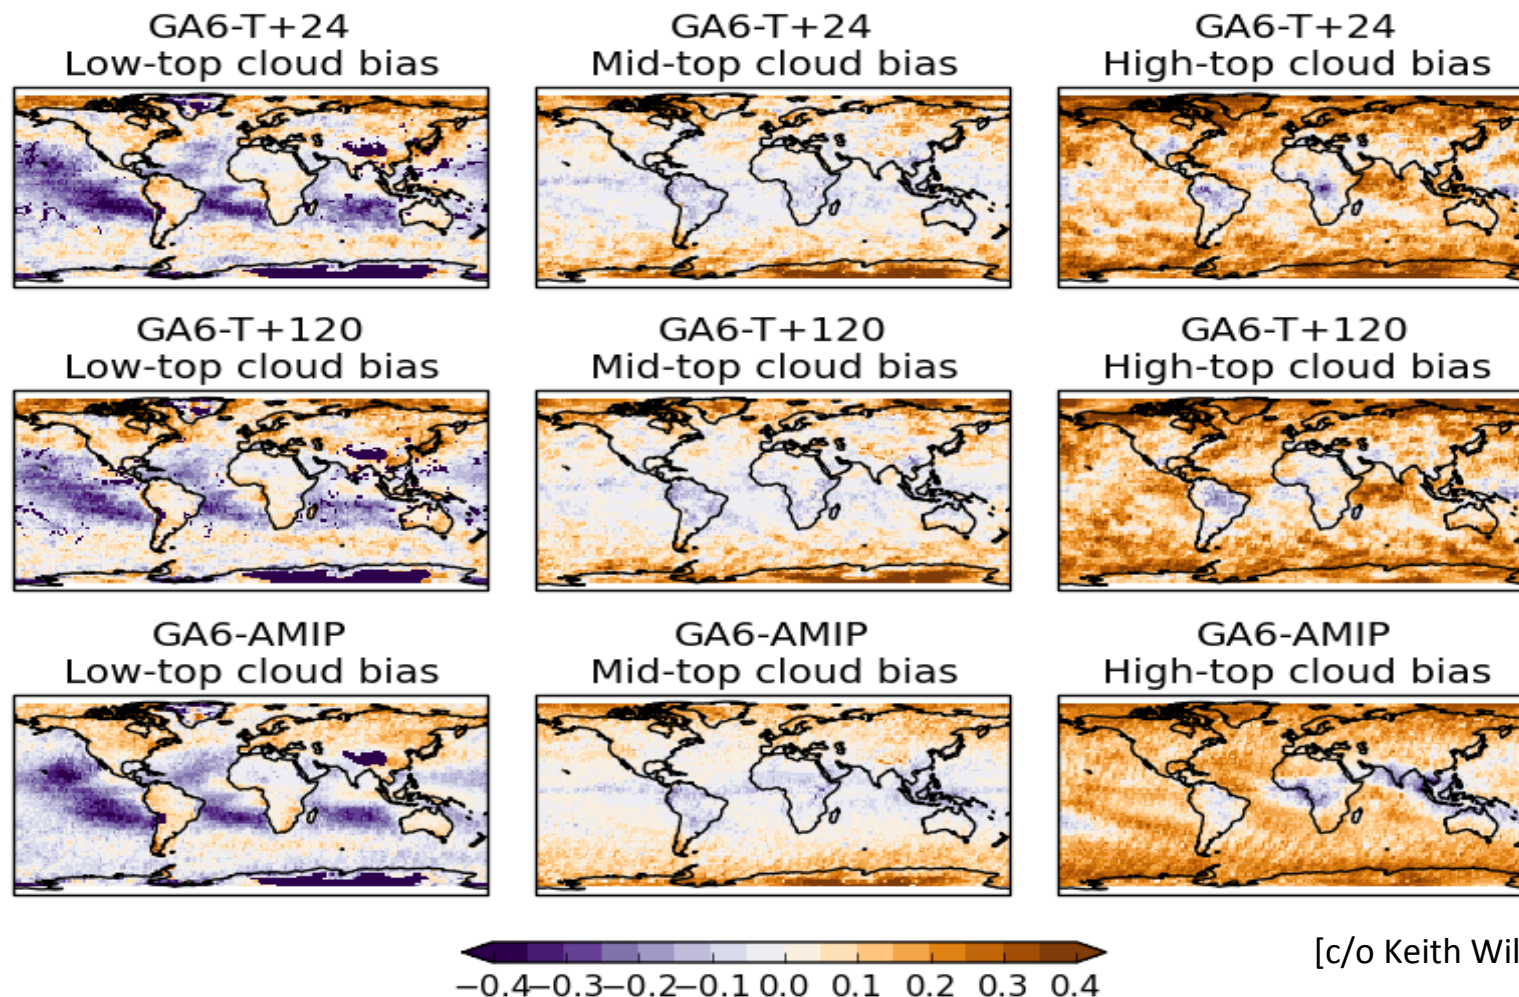 GA6-T+24
Low-top cloud bias
GA6-T+24
Mid-top cloud bias
GA6-T+24
High-top cloud bias
GA6-T+120
Low-top cloud bias
GA6-T+120
Mid-top cloud bias
GA6-T+120
High-top cloud bias
GA6-AMIP
Low-top cloud bias
GA6-AMIP
Mid-top cloud bias
GA6-AMIP
High-top cloud bias
[c/o Keith Wil
−0.4 −0.3 −0.2 −0.1 0.0 0.1 0.2 0.3 0.4